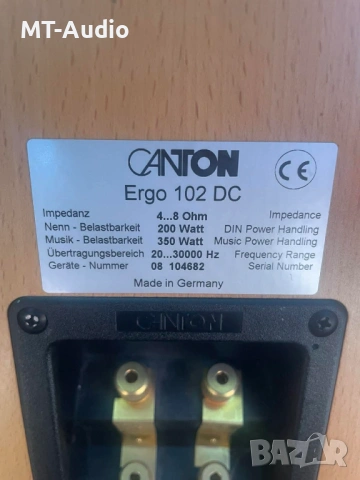 MT-Audio
CANTON
CE
Ergo 102 DC
Impedanz 4...8 Ohm Impedance
Nenn - Belastbarkeit 200 Watt DIN Power Handling
Musik - Belastbarkeit 350 Watt Music Power Handling
Übertragungsbereich 20...30000 Hz Frequency Range
Geräte - Nummer 08 104682 Serial Number
Made in Germany
CANTON
BAZAR